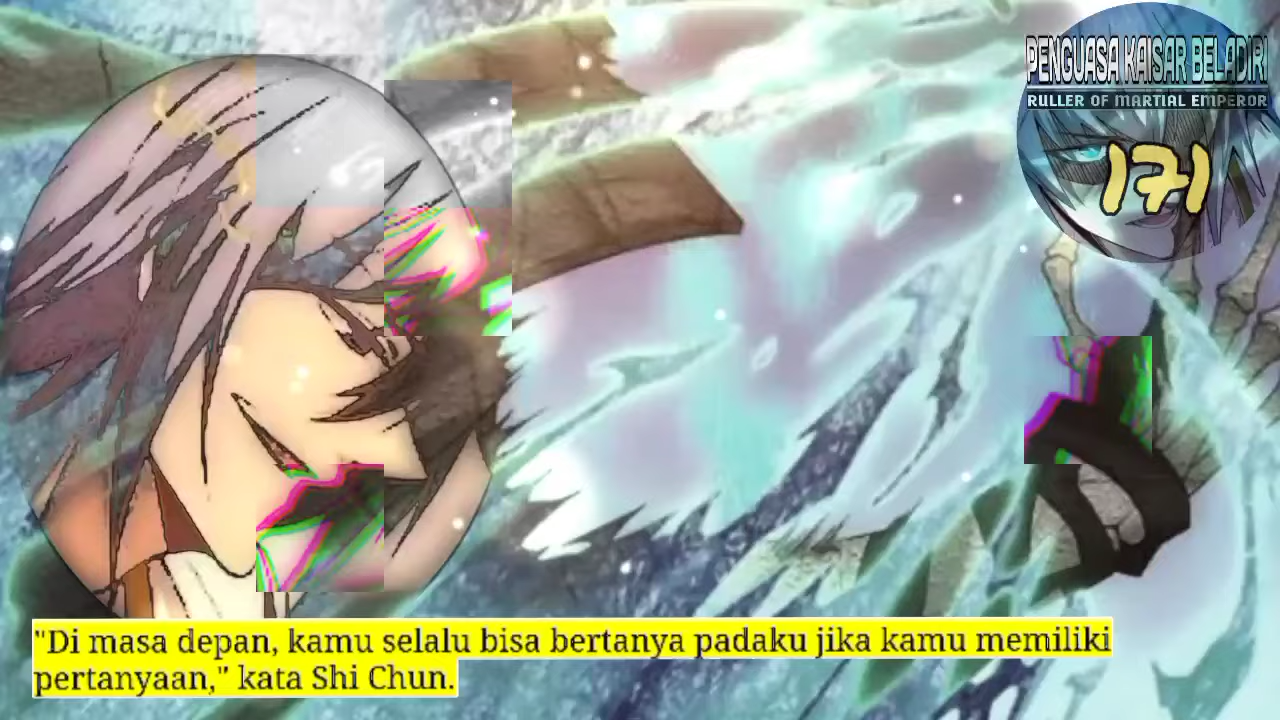 PENGUASA KAISAR BELADIRI
RULLER OF MARTIAL EMPEROR
171
"Di masa depan, kamu selalu bisa bertanya padaku jika kamu memiliki
pertanyaan," kata Shi Chun.